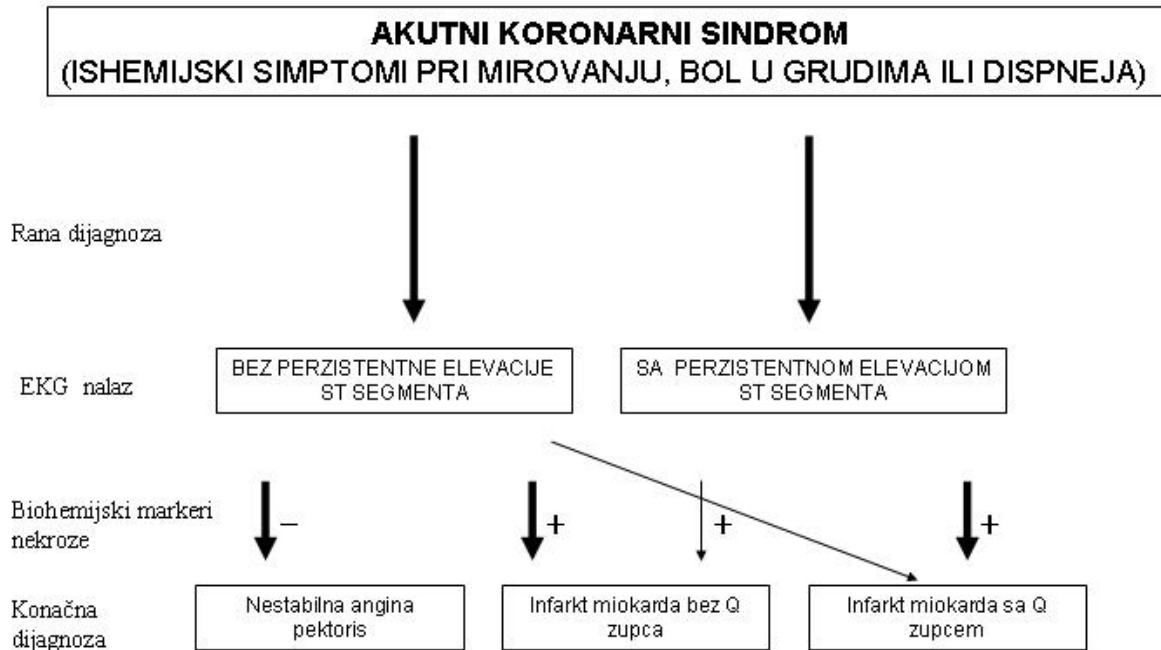 AKUTNI KORONARNI SINDROM
(ISHEMIJSKI SIMPTOMI PRI MIROVANJU, BOL U GRUDIMA ILI DISPNEJA)
Rana dijagnoza
EKG nalaz
BEZ PERZISTENTNE ELEVACIJE
ST SEGMENTA
SA PERZISTENTNOM ELEVACIJOM
ST SEGMENTA
Biohemijski markeri
nekroze
–
+
+
+
Konačna
dijagnoza
Nestabilna angina
pektoris
Infarkt miokarda bez Q
zupca
Infarkt miokarda sa Q
zupcem